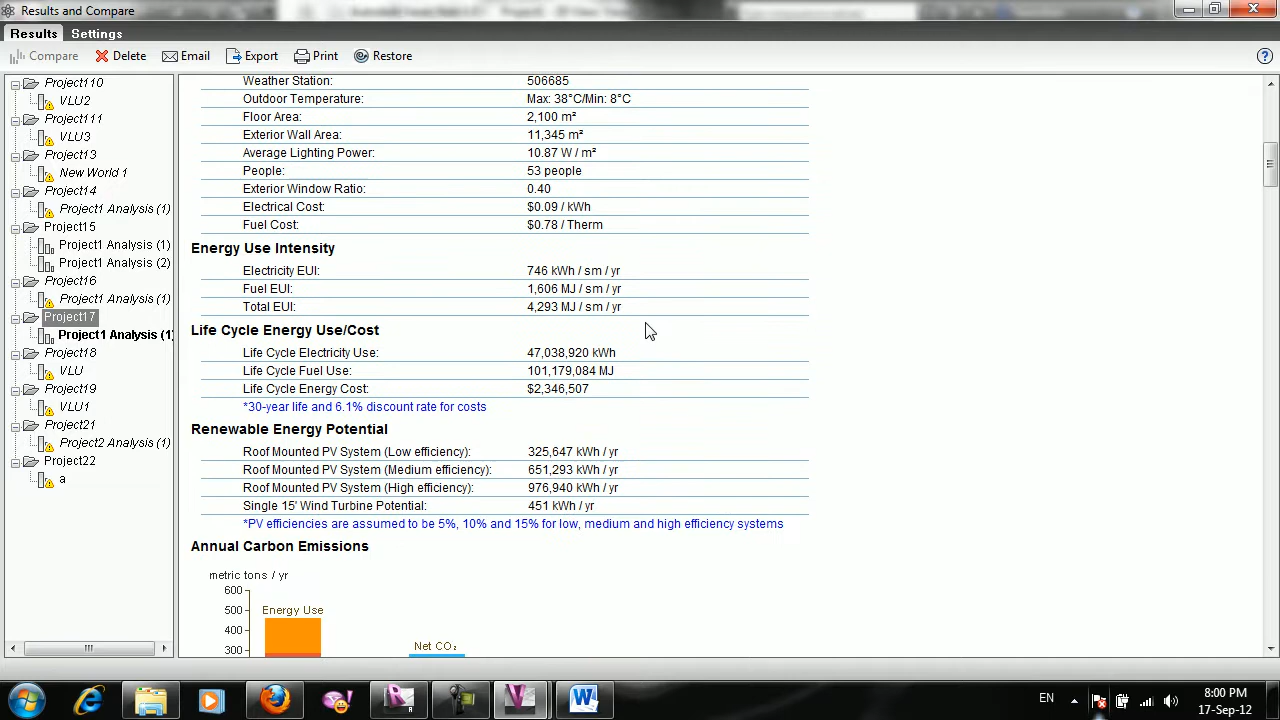 Results and Compare
Results Settings
Compare Delete Email Export Print Restore
Project110
VLU2
Project111
VLU3
Project13
New World 1
Project14
Project1 Analysis (1)
Project15
Project1 Analysis (1)
Project1 Analysis (2)
Project16
Project1 Analysis (1)
Project17
Project1 Analysis (1)
Project18
VLU
Project19
VLU1
Project21
Project2 Analysis (1)
Project22
a
Weather Station: 506685
Outdoor Temperature: Max: 38°C/Min: 8°C
Floor Area: 2,100 m²
Exterior Wall Area: 11,345 m²
Average Lighting Power: 10.87 W / m²
People: 53 people
Exterior Window Ratio: 0.40
Electrical Cost: $0.09 / kWh
Fuel Cost: $0.78 / Therm
Energy Use Intensity
Electricity EUI: 746 kWh / sm / yr
Fuel EUI: 1,606 MJ / sm / yr
Total EUI: 4,293 MJ / sm / yr
Life Cycle Energy Use/Cost
Life Cycle Electricity Use: 47,038,920 kWh
Life Cycle Fuel Use: 101,179,084 MJ
Life Cycle Energy Cost: $2,346,507
*30-year life and 6.1% discount rate for costs
Renewable Energy Potential
Roof Mounted PV System (Low efficiency): 325,647 kWh / yr
Roof Mounted PV System (Medium efficiency): 651,293 kWh / yr
Roof Mounted PV System (High efficiency): 976,940 kWh / yr
Single 15' Wind Turbine Potential: 451 kWh / yr
*PV efficiencies are assumed to be 5%, 10% and 15% for low, medium and high efficiency systems
Annual Carbon Emissions
metric tons / yr
600
500
400
300
Energy Use
Net CO₂
EN
8:00 PM
17-Sep-12